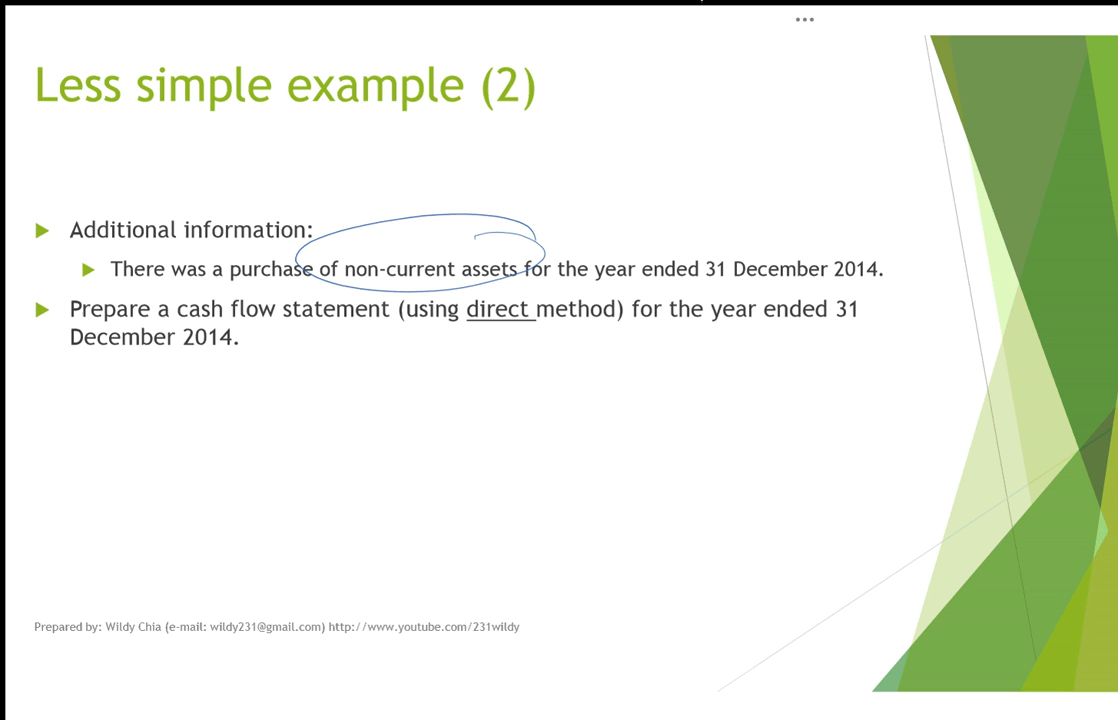 Less simple example (2)
Additional information:
There was a purchase of non-current assets for the year ended 31 December 2014.
Prepare a cash flow statement (using direct method) for the year ended 31
December 2014.
Prepared by: Wildy Chia (e-mail: wildy231@gmail.com) http://www.youtube.com/231wildy